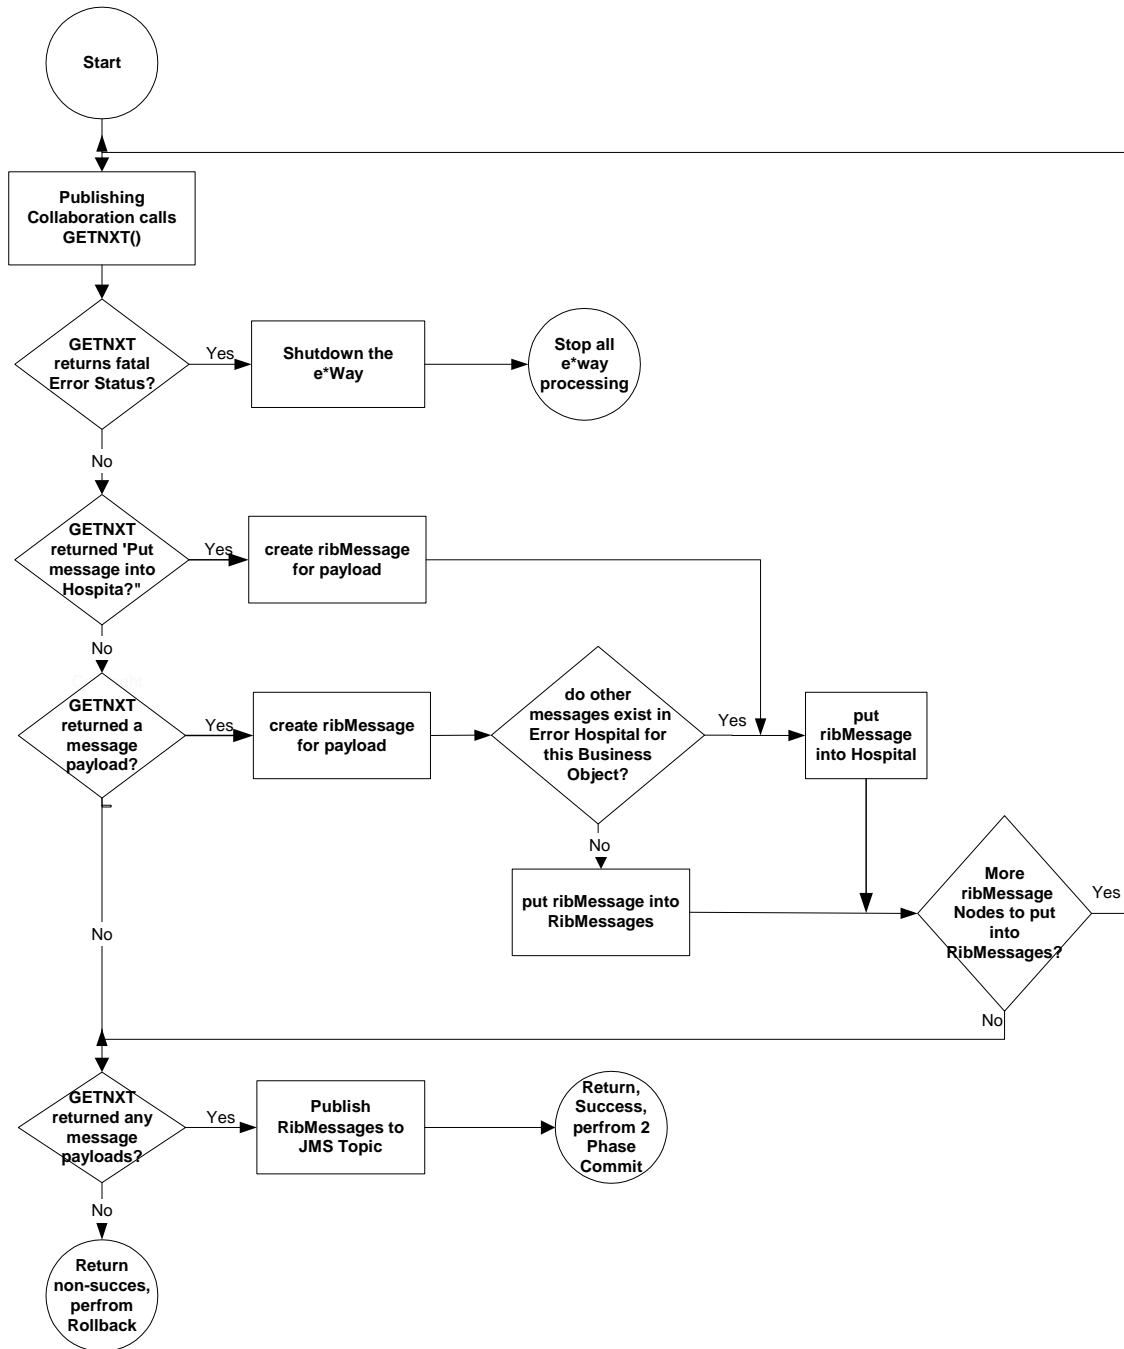 Start
Publishing
Collaboration calls
GETNXT()
GETNXT
returns fatal
Error Status?
Yes
Shutdown the
e*Way
Stop all
e*way
processing
No
GETNXT
returned 'Put
message into
Hospita?"
Yes
create ribMessage
for payload
No
GETNXT
returned a
message
payload?
Yes
create ribMessage
for payload
do other
messages exist in
Error Hospital for
this Business
Object?
Yes
put
ribMessage
into Hospital
No
put ribMessage into
RibMessages
More
ribMessage
Nodes to put
into
RibMessages?
Yes
No
No
GETNXT
returned any
message
payloads?
Yes
Publish
RibMessages to
JMS Topic
Return,
Success,
perfrom 2
Phase
Commit
No
Return
non-succes,
perfrom
Rollback